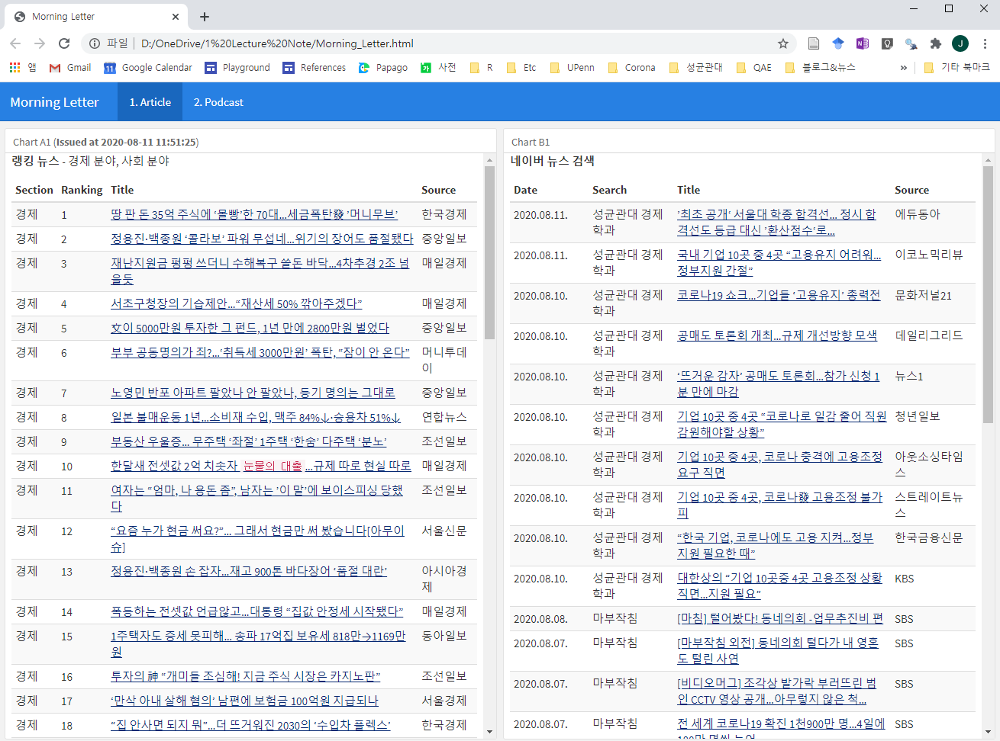 Morning Letter
파일 D:/OneDrive/1%20Lecture%20Note/Morning_Letter.html
J
앱 Gmail Google Calendar Playground References Papago 사전 R Etc UPenn Corona 성균관대 QAE 블로그&뉴스 » 기타 북마크
Morning Letter 1. Article 2. Podcast
Chart A1 (Issued at 2020-08-11 11:51:25)
랭킹 뉴스 - 경제 분야, 사회 분야
Section Ranking Title Source
경제 1 땅 판 돈 35억 주식에 ‘몰빵’한 70대…세금폭탄發 ’머니무브’ 한국경제
경제 2 정용진·백종원 ‘콜라보’ 파워 무섭네…위기의 장어도 품절됐다 중앙일보
경제 3 재난지원금 펑펑 쓰더니 수해복구 쓸돈 바닥…4차추경 2조 넘 매일경제
을듯
경제 4 서초구청장의 기습제안…“재산세 50% 깎아주겠다” 매일경제
경제 5 文이 5000만원 투자한 그 펀드, 1년 만에 2800만원 벌었다 중앙일보
경제 6 부부 공동명의가 죄?…‘취득세 3000만원’ 폭탄, “잠이 안 온다” 머니투데
이
경제 7 노영민 반포 아파트 팔았나 안 팔았나, 등기 명의는 그대로 중앙일보
경제 8 일본 불매운동 1년…소비재 수입, 맥주 84%↓·승용차 51%↓ 연합뉴스
경제 9 부동산 우울증… 무주택 ‘좌절’ 1주택 ‘한숨’ 다주택 ‘분노’ 조선일보
경제 10 한달새 전셋값 2억 치솟자 눈물의 대출 …규제 따로 현실 따로 매일경제
경제 11 여자는 “엄마, 나 용돈 좀”, 남자는 ’이 말’에 보이스피싱 당했 조선일보
다
경제 12 “요즘 누가 현금 써요?”… 그래서 현금만 써 봤습니다[아무이 서울신문
슈]
경제 13 정용진·백종원 손 잡자…재고 900톤 바다장어 ‘품절 대란’ 아시아경
제
경제 14 폭등하는 전셋값 언급않고…대통령 “집값 안정세 시작됐다” 매일경제
경제 15 1주택자도 증세 못피해… 송파 17억집 보유세 818만→1169만 동아일보
원
경제 16 투자의 神 “개미들 조심해! 지금 주식 시장은 카지노판” 조선일보
경제 17 ‘만삭 아내 살해 혐의’ 남편에 보험금 100억원 지급되나 서울경제
경제 18 “집 안사면 되지 뭐”…더 뜨거워진 2030의 ‘수입차 플렉스’ 한국경제
Chart B1
네이버 뉴스 검색
Date Search Title Source
2020.08.11. 성균관대 경제 ’최초 공개‘ 서울대 학종 합격선… 정시 합 에듀동아
학과 격선도 등급 대신 ’환산점수‘로…
2020.08.11. 성균관대 경제 국내 기업 10곳 중 4곳 “고용유지 어려워… 이코노믹리뷰
학과 정부지원 간절”
2020.08.10. 성균관대 경제 코로나19 쇼크…기업들 ‘고용유지’ 총력전 문화저널21
학과
2020.08.10. 성균관대 경제 공매도 토론회 개최…규제 개선방향 모색 데일리그리드
학과
2020.08.10. 성균관대 경제 ‘뜨거운 감자’ 공매도 토론회…참가 신청 1 뉴스1
학과 분 만에 마감
2020.08.10. 성균관대 경제 기업 10곳 중 4곳 “코로나로 일감 줄어 직원 청년일보
학과 감원해야할 상황”
2020.08.10. 성균관대 경제 기업 10곳 중 4곳, 코로나 충격에 고용조정 아웃소싱타임
학과 요구 직면 스
2020.08.10. 성균관대 경제 기업 10곳 중 4곳, 코로나發 고용조정 불가 스트레이트뉴
학과 피 스
2020.08.10. 성균관대 경제 “한국 기업, 코로나에도 고용 지켜…정부 한국금융신문
학과 지원 필요한 때”
2020.08.10. 성균관대 경제 대한상의 “기업 10곳중 4곳 고용조정 상황 KBS
학과 직면…지원 필요”
2020.08.08. 마부작침 [마침] 털어봤다! 동네의회 -업무추진비 편 SBS
2020.08.07. 마부작침 [마부작침 외전] 동네의회 털다가 내 영혼 SBS
도 털린 사연
2020.08.07. 마부작침 [비디오머그] 조각상 발가락 부러뜨린 범 SBS
인 CCTV 영상 공개…아무렇지 않은 척…
2020.08.07. 마부작침 전 세계 코로나19 확진 1천900만 명…4일에 SBS